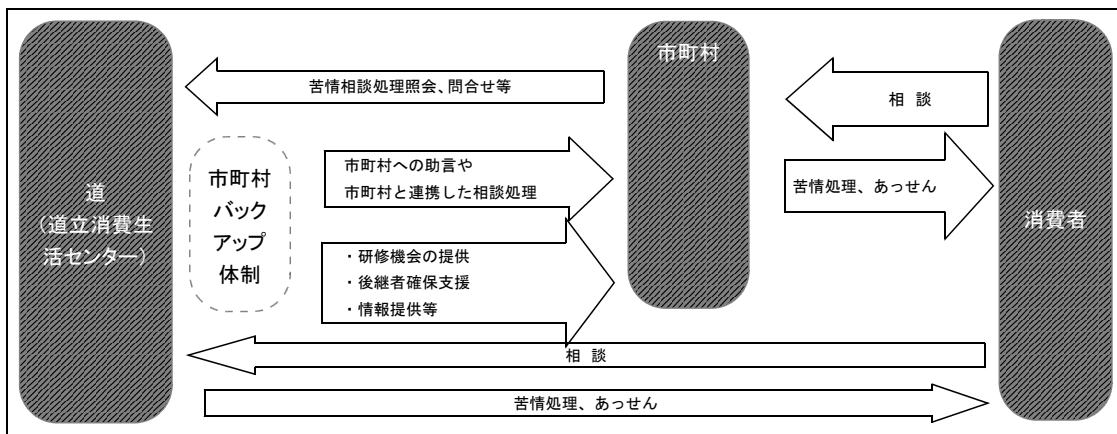 道
（道立消費生
活センター）
市町村
バック
アップ
体制
苦情相談処理照会、問合せ等
市町村への助言や
市町村と連携した相談処理
・研修機会の提供
・後継者確保支援
・情報提供等
市町村
相 談
苦情処理、あっせん
消費者
相 談
苦情処理、あっせん